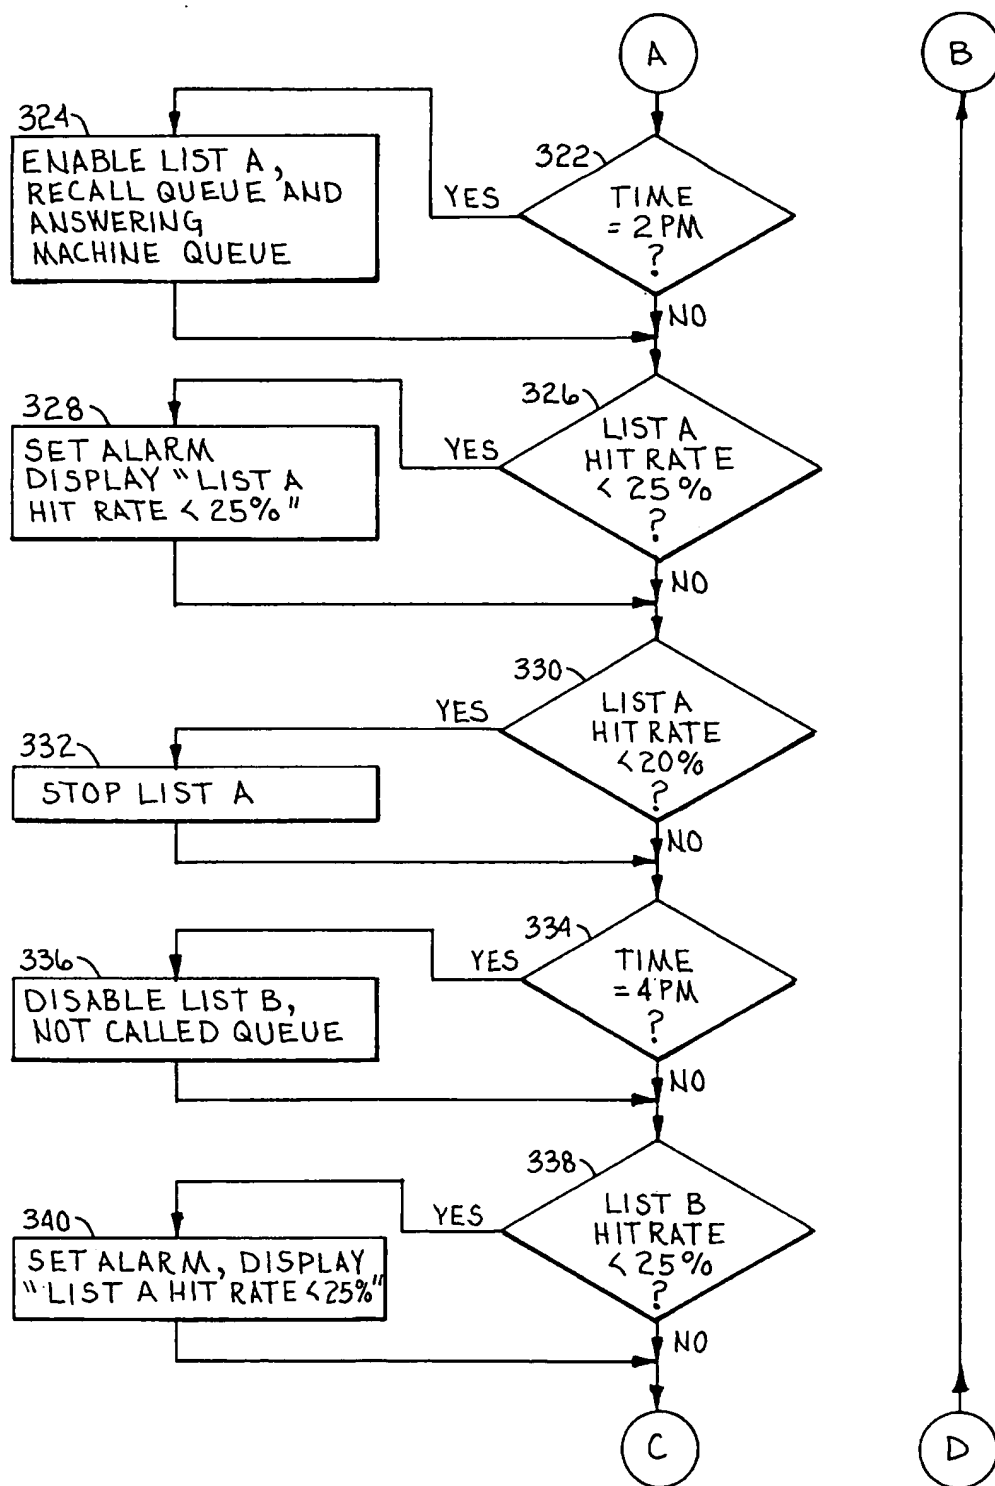 A
B
324
ENABLE LIST A,
RECALL QUEUE AND
ANSWERING
MACHINE QUEUE
322
YES
TIME
= 2 PM
?
NO
328
SET ALARM
DISPLAY "LIST A
HIT RATE < 25%"
326
YES
LIST A
HIT RATE
< 25%
?
NO
330
YES
LIST A
HIT RATE
<20%
?
332
STOP LIST A
NO
334
YES
TIME
=4 PM
?
336
DISABLE LIST B,
NOT CALLED QUEUE
NO
338
YES
LIST B
HIT RATE
< 25%
?
340
SET ALARM, DISPLAY
"LIST A HIT RATE <25%"
NO
C
D